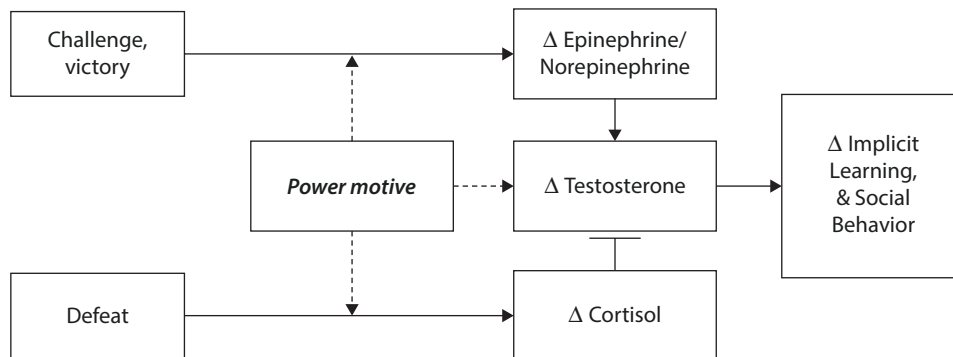 Challenge,
victory
Δ Epinephrine/
Norepinephrine
Power motive
Δ Testosterone
Δ Implicit
Learning,
& Social
Behavior
Defeat
Δ Cortisol